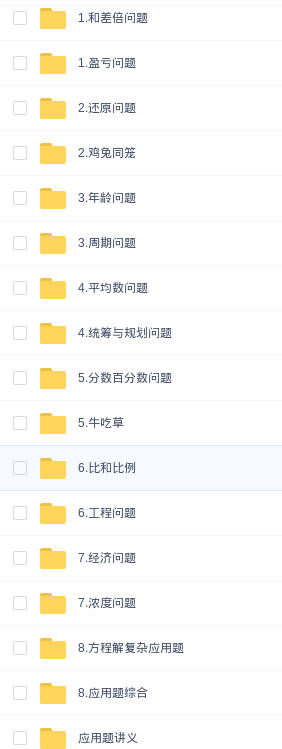 1.和差倍问题
1.盈亏问题
2.还原问题
2.鸡兔同笼
3.年龄问题
3.周期问题
4.平均数问题
4.统筹与规划问题
5.分数百分数问题
5.牛吃草
6.比和比例
6.工程问题
7.经济问题
7.浓度问题
8.方程解复杂应用题
8.应用题综合
应用题讲义